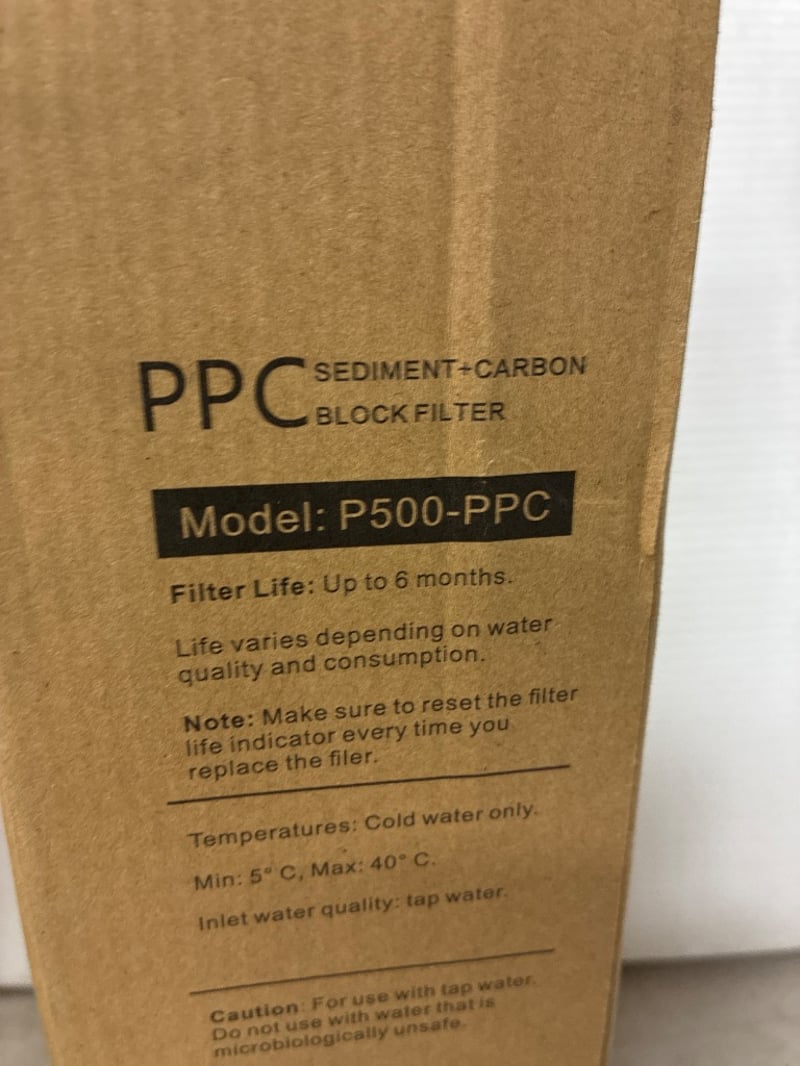 PPC SEDIMENT+CARBON
BLOCK FILTER
Model: P500-PPC
Filter Life: Up to 6 months.
Life varies depending on water
quality and consumption.
Note: Make sure to reset the filter
life indicator every time you
replace the filer.
Temperatures: Cold water only.
Min: 5° C, Max: 40° C.
Inlet water quality: tap water.
Caution: For use with tap water.
Do not use with water that is
microbiologically unsafe.